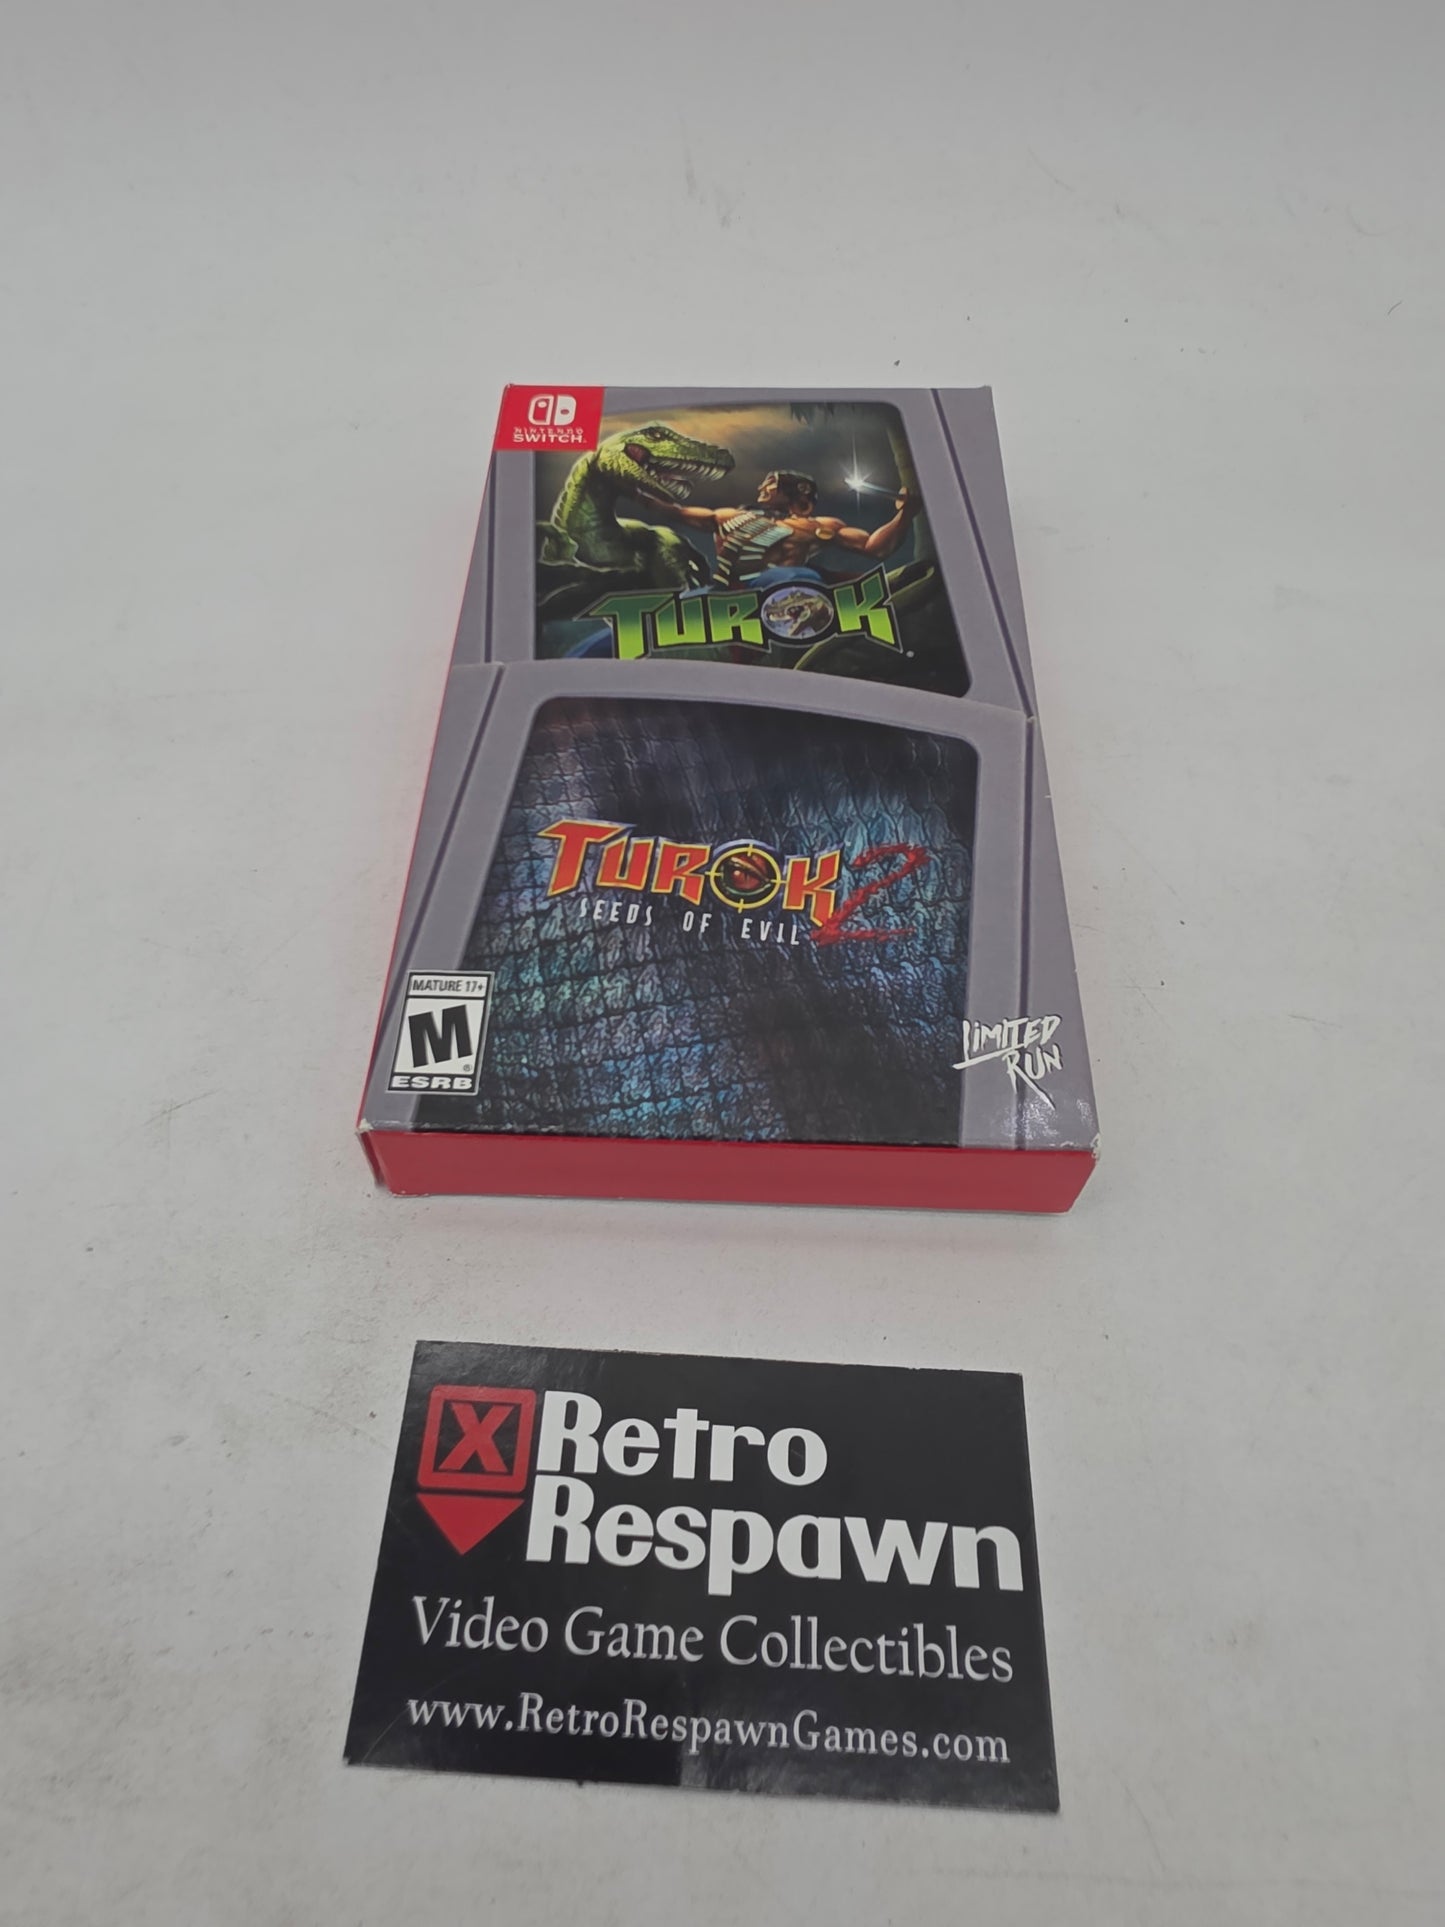 NINTENDO
SWITCH
TUROK
TUROK 2
SEEDS OF EVIL
MATURE 17+
M
ESRB
LIMITED
RUN
X Retro
Respawn
Video Game Collectibles
www.RetroRespawnGames.com